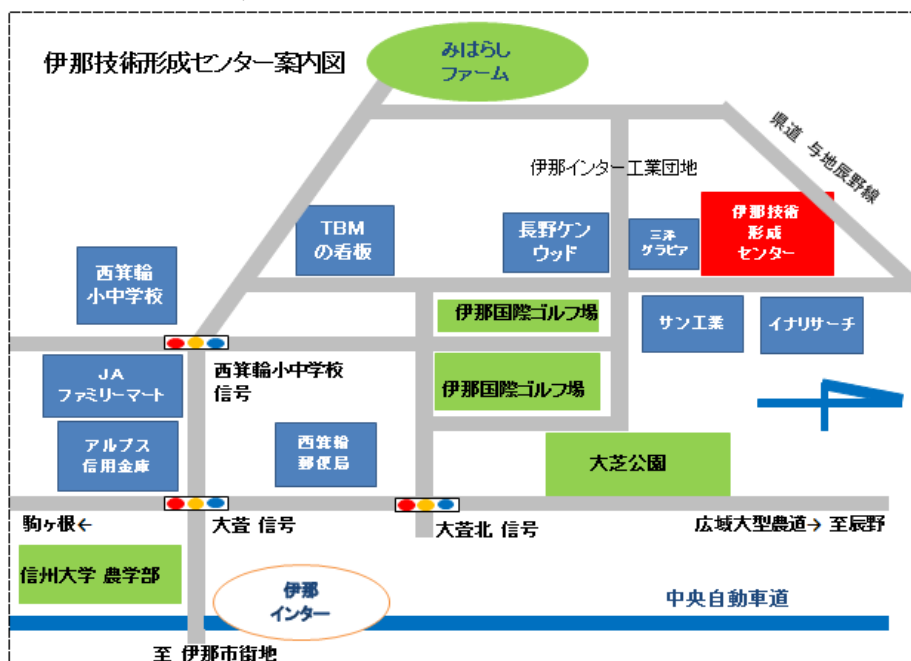 伊那技術形成センター案内図
みはらし
ファーム
県道 与地辰野線
伊那インター工業団地
TBM
の看板
長野ケン
ウッド
三洋
グラビア
伊那技術
形成
センター
西箕輪
小中学校
伊那国際ゴルフ場
サン工業
イナリサーチ
JA
ファミリーマート
西箕輪小中学校
信号
伊那国際ゴルフ場
アルプス
信用金庫
西箕輪
郵便局
大芝公園
駒ヶ根←
大萱 信号
大萱北 信号
広域大型農道→ 至辰野
信州大学 農学部
伊那
インター
中央自動車道
至 伊那市街地